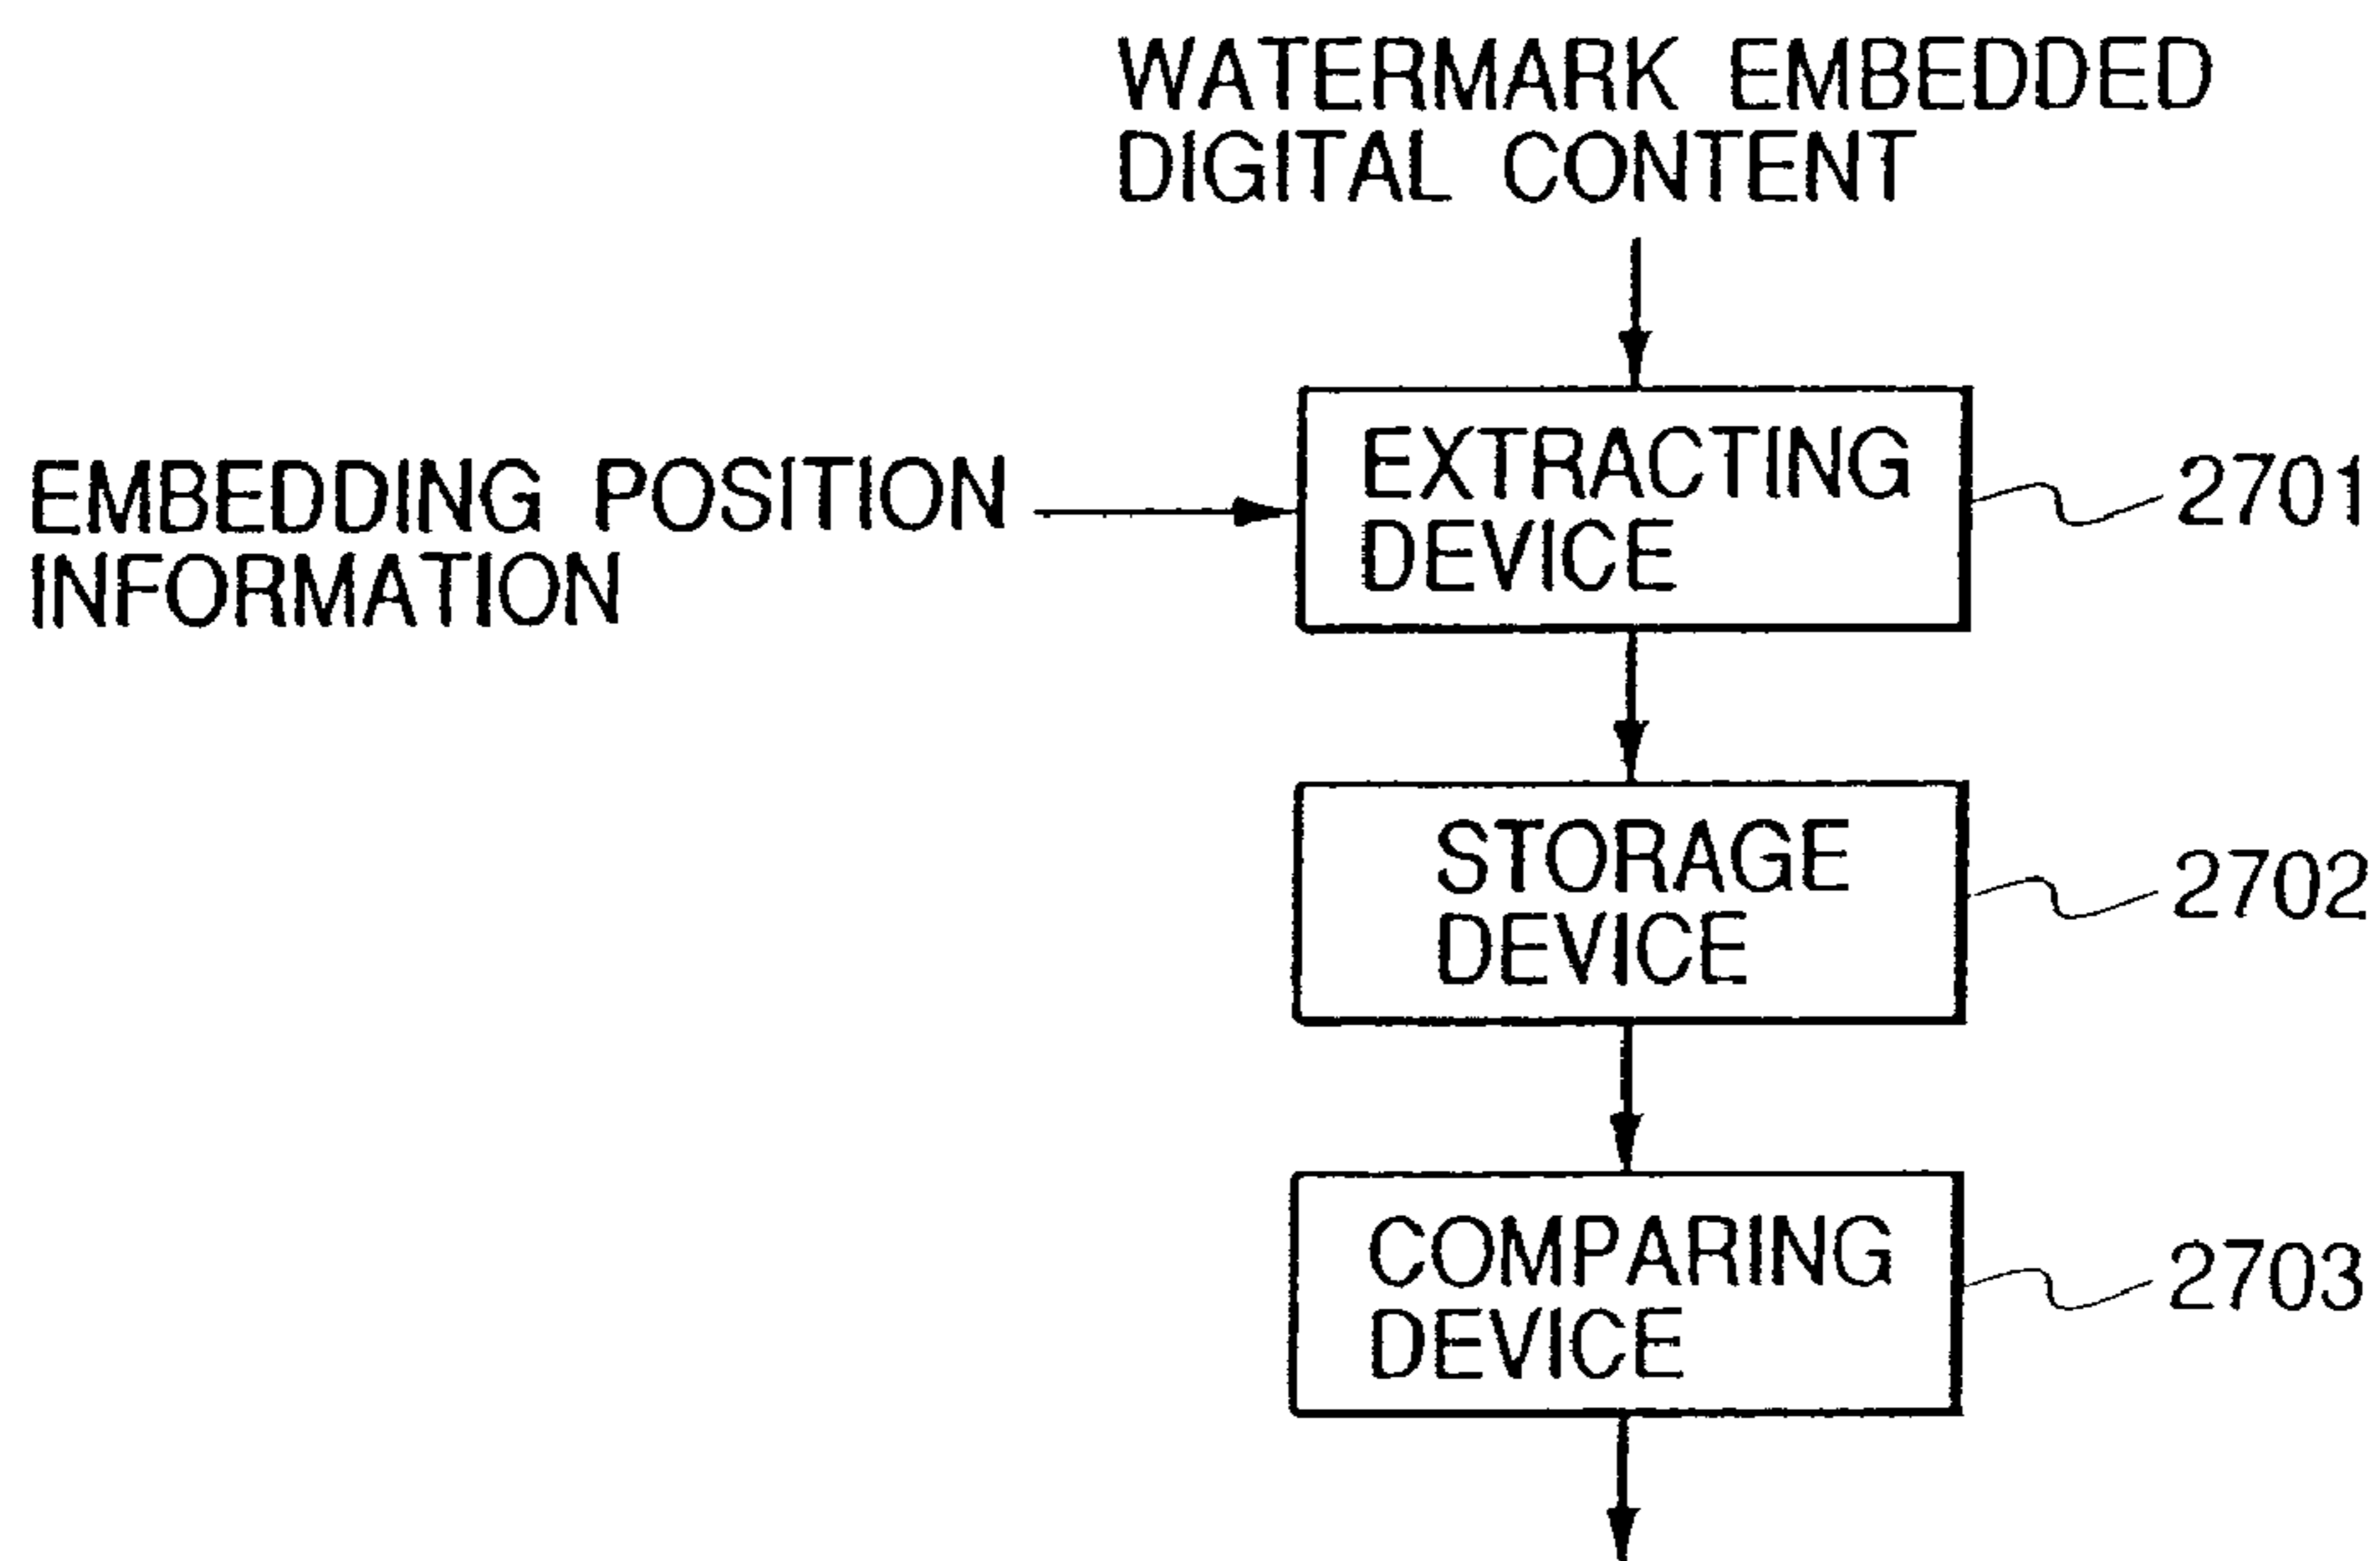 WATERMARK EMBEDDED
DIGITAL CONTENT
EMBEDDING POSITION
INFORMATION
EXTRACTING
DEVICE
2701
STORAGE
DEVICE
2702
COMPARING
DEVICE
2703